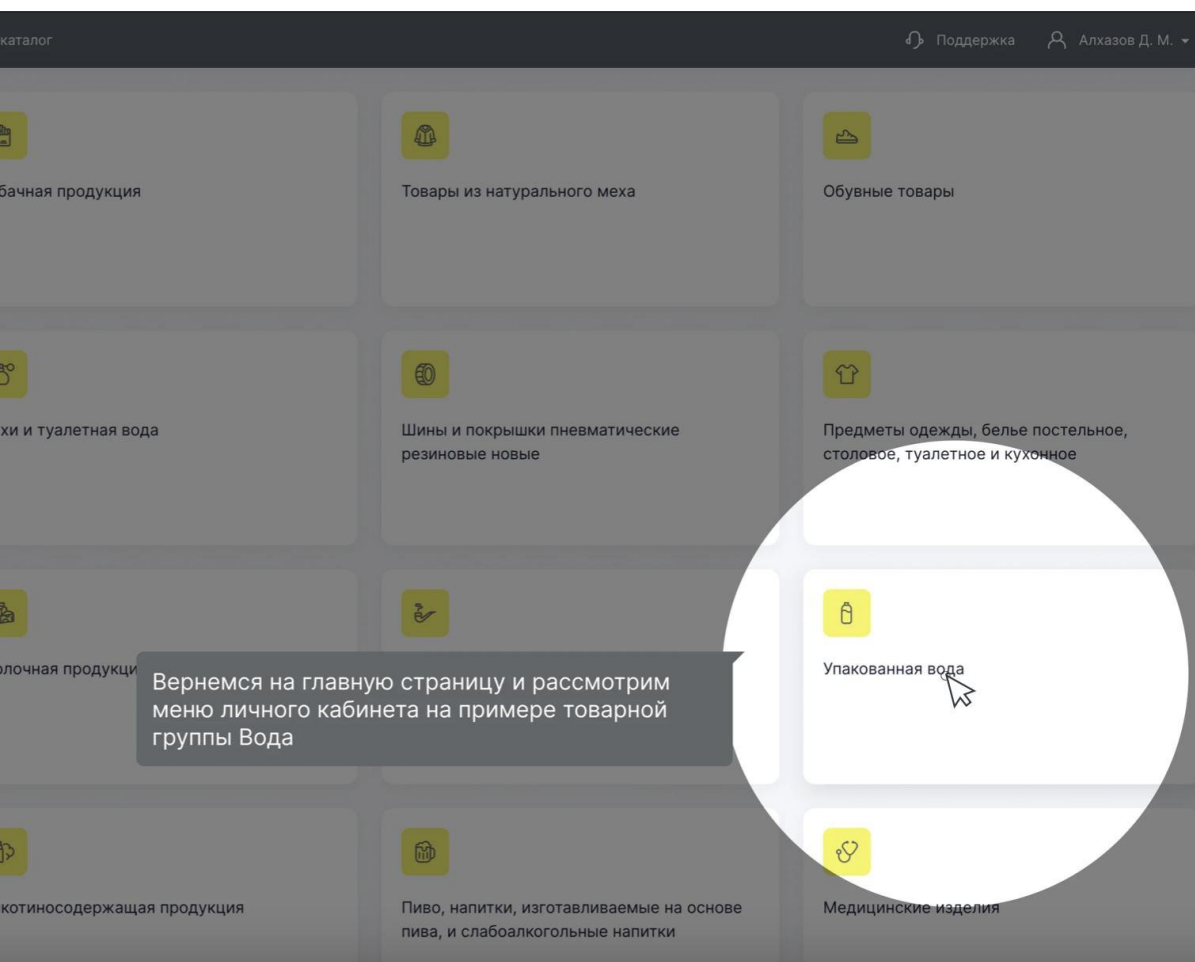 каталог
Поддержка
Алхазов Д. М.
бачная продукция
Товары из натурального меха
Обувные товары
хи и туалетная вода
Шины и покрышки пневматические
резиновые новые
Предметы одежды, белье постельное,
столовое, туалетное и кухонное
лочная продукци
Упакованная вода
Вернемся на главную страницу и рассмотрим
меню личного кабинета на примере товарной
группы Вода
котиносодержащая продукция
Пиво, напитки, изготавливаемые на основе
пива, и слабоалкогольные напитки
Медицинские изделия